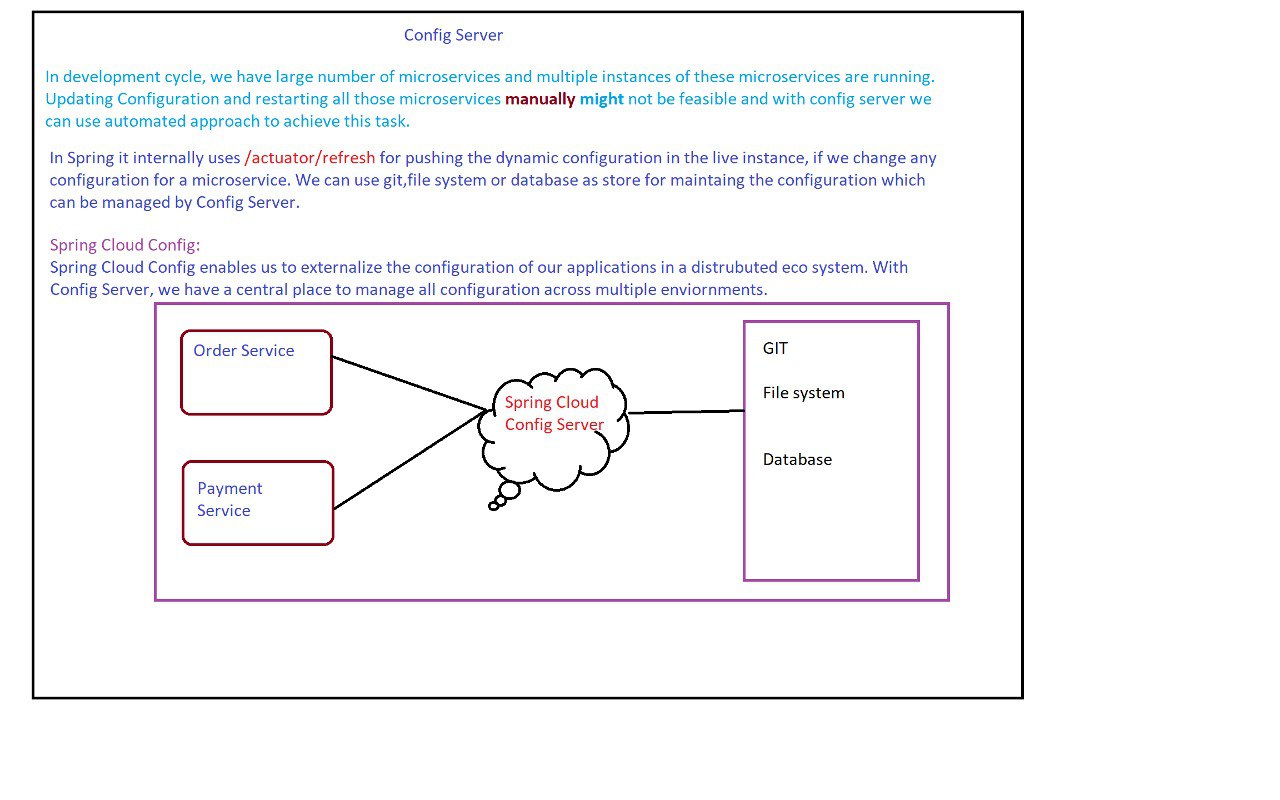 Config Server
In development cycle, we have large number of microservices and multiple instances of these microservices are running.
Updating Configuration and restarting all those microservices manually might not be feasible and with config server we
can use automated approach to achieve this task.
In Spring it internally uses /actuator/refresh for pushing the dynamic configuration in the live instance, if we change any
configuration for a microservice. We can use git,file system or database as store for maintaing the configuration which
can be managed by Config Server.
Spring Cloud Config:
Spring Cloud Config enables us to externalize the configuration of our applications in a distrubuted eco system. With
Config Server, we have a central place to manage all configuration across multiple enviornments.
Order Service
Payment
Service
Spring Cloud
Config Server
GIT
File system
Database